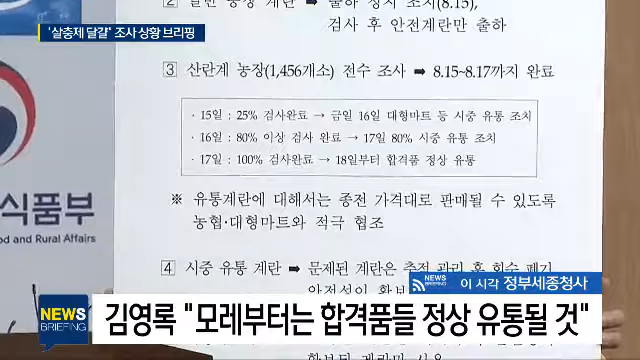 '살충제 달걀' 조사 상황 브리핑
2 일반 농장 계란 ➡ 출하 정지 조치(8.15),
검사 후 안전계란만 출하
3 산란계 농장(1,456개소) 전수 조사 ➡ 8.15~8.17까지 완료
· 15일 : 25% 검사완료 → 금일 16일 대형마트 등 시중 유통 조치
· 16일 : 80% 이상 검사 완료 → 17일 80% 시중 유통 조치
· 17일 : 100% 검사완료 → 18일부터 합격품 정상 유통
※ 유통계란에 대해서는 종전 가격대로 판매될 수 있도록
농협·대형마트와 적극 협조
식품부
ood and Rural Affairs
4 시중 유통 계란 ➡ 문제된 계란은 추적 관리 후 회수 폐기
NEWS BRIEFING 이 시각 정부세종청사
NEWS
BRIEFING
김영록 "모레부터는 합격품들 정상 유통될 것"